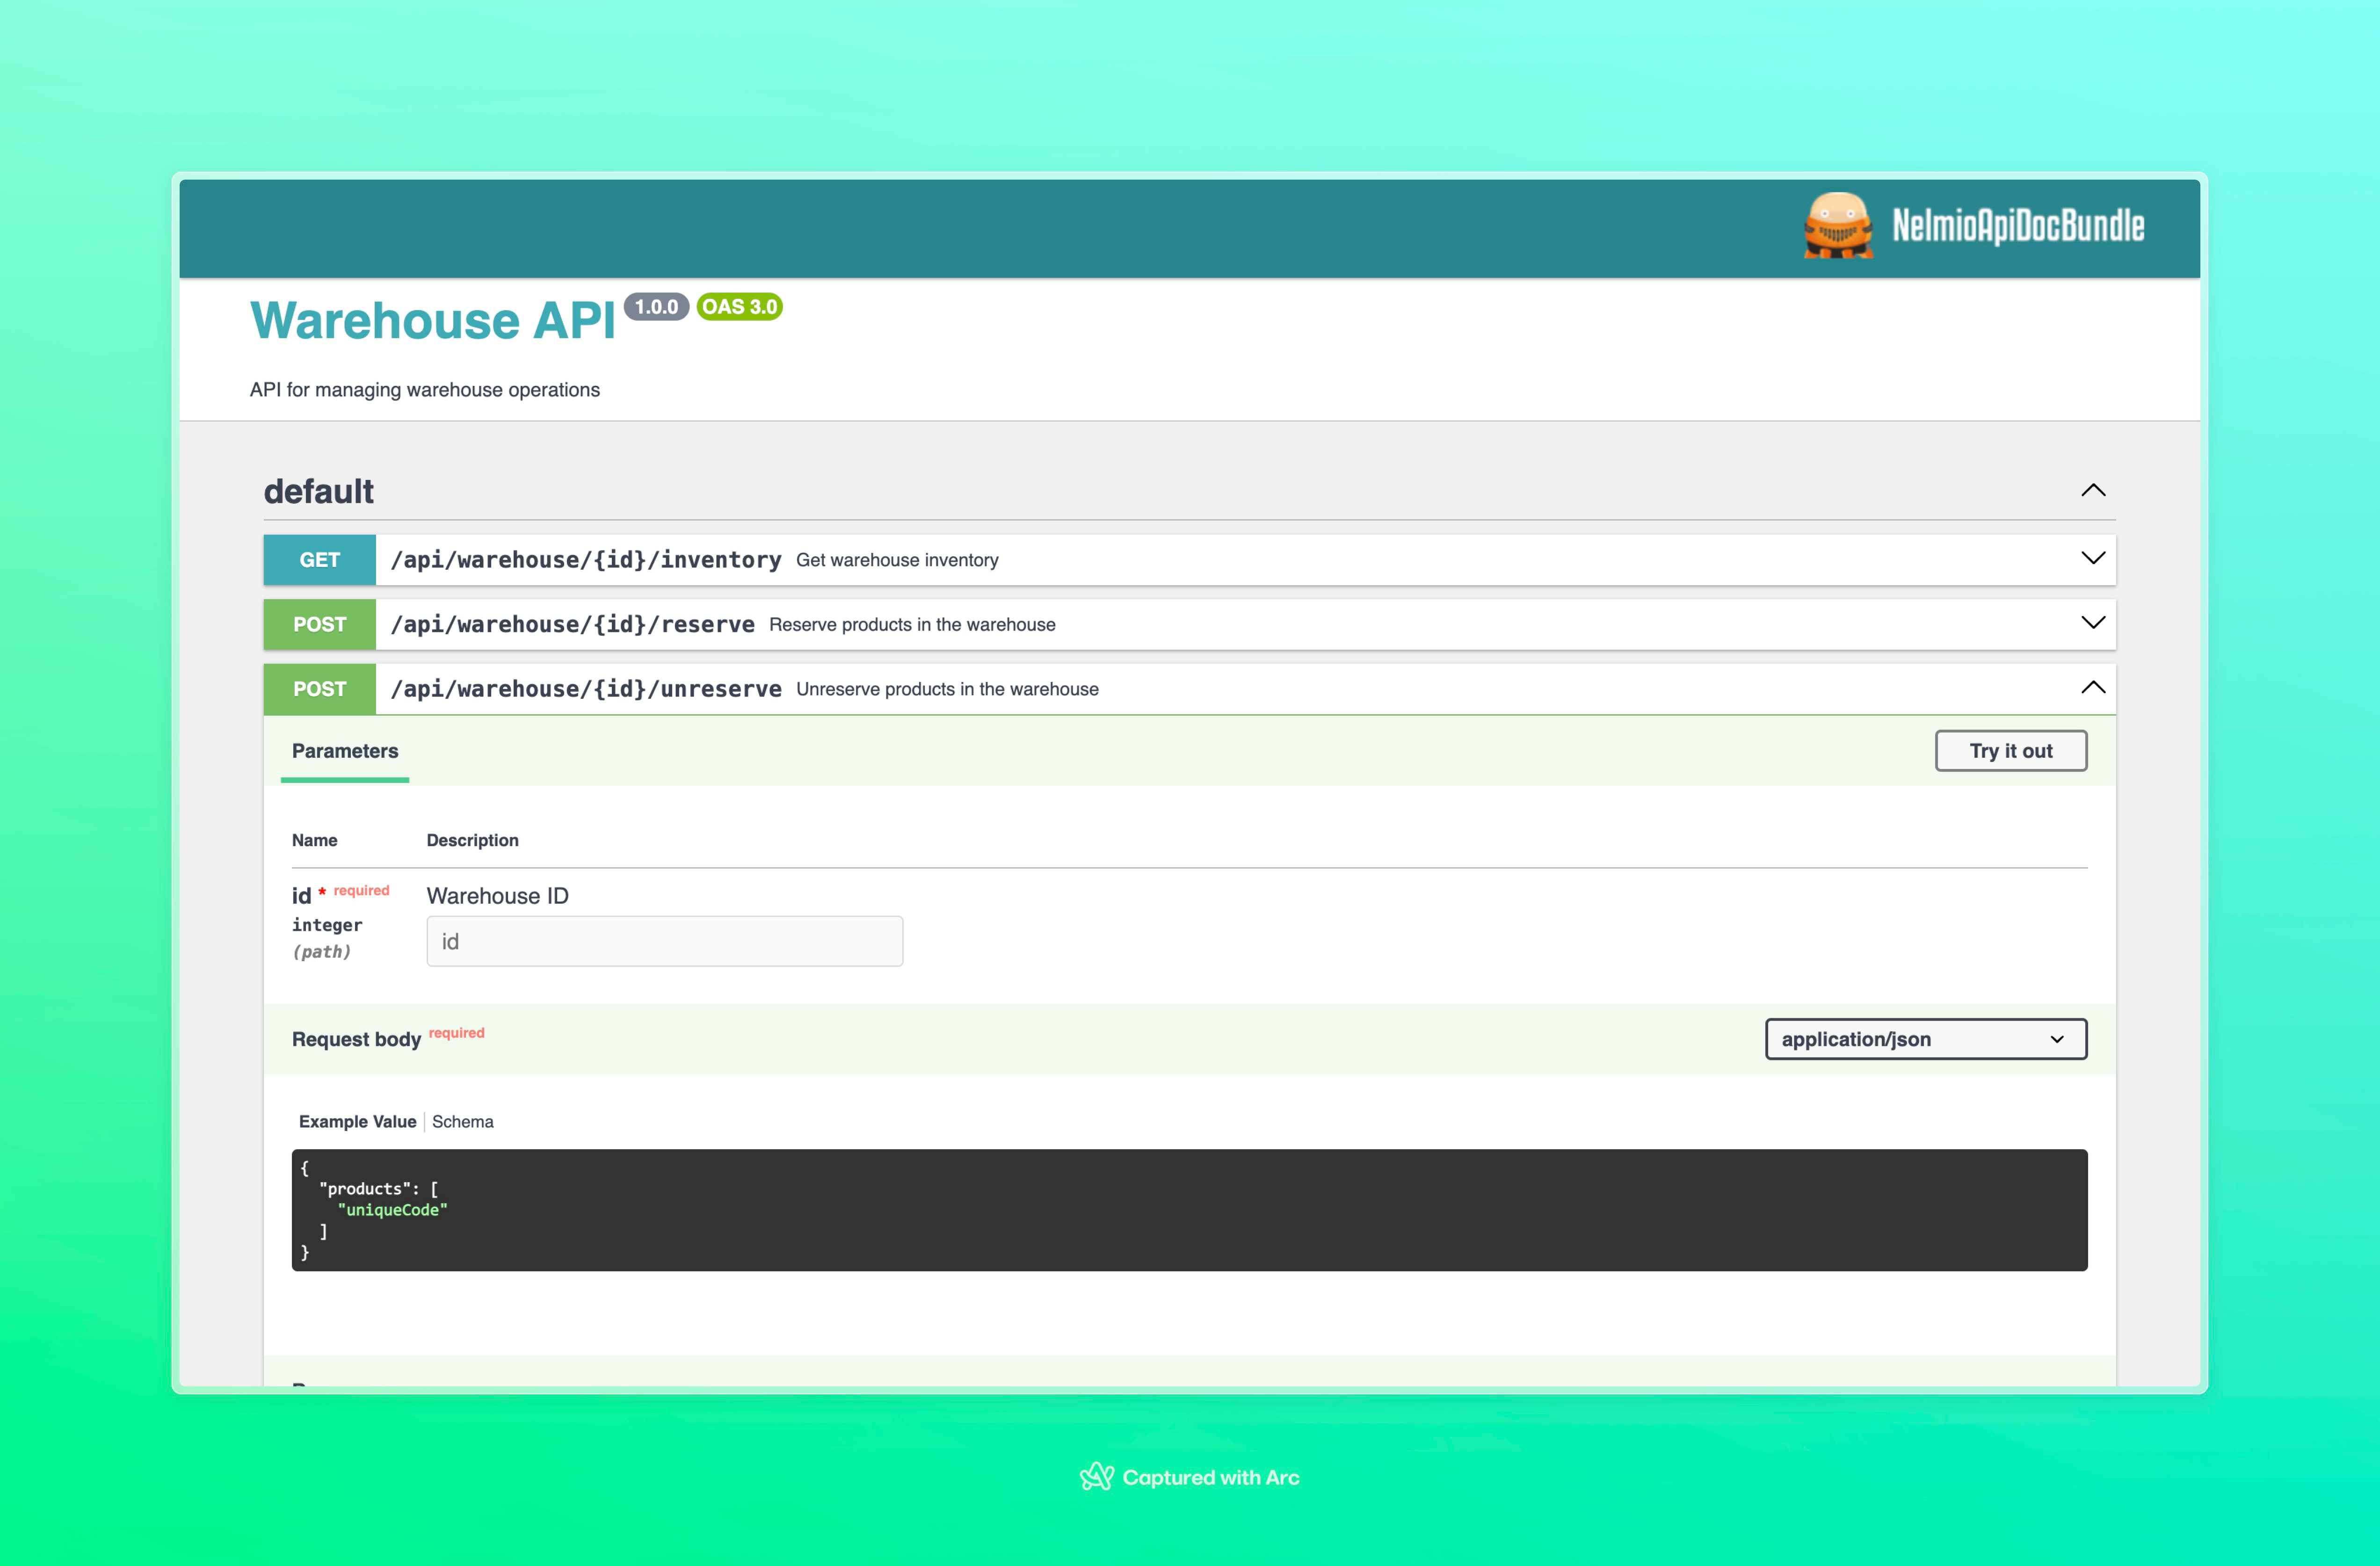 NelmioApiDocBundle
Warehouse API 1.0.0 OAS 3.0
API for managing warehouse operations
default
GET /api/warehouse/{id}/inventory Get warehouse inventory
POST /api/warehouse/{id}/reserve Reserve products in the warehouse
POST /api/warehouse/{id}/unreserve Unreserve products in the warehouse
Parameters Try it out
Name Description
id * required Warehouse ID
integer
(path)
id
Request body required application/json
Example Value Schema
{
  "products": [
    "uniqueCode"
  ]
}
Captured with Arc